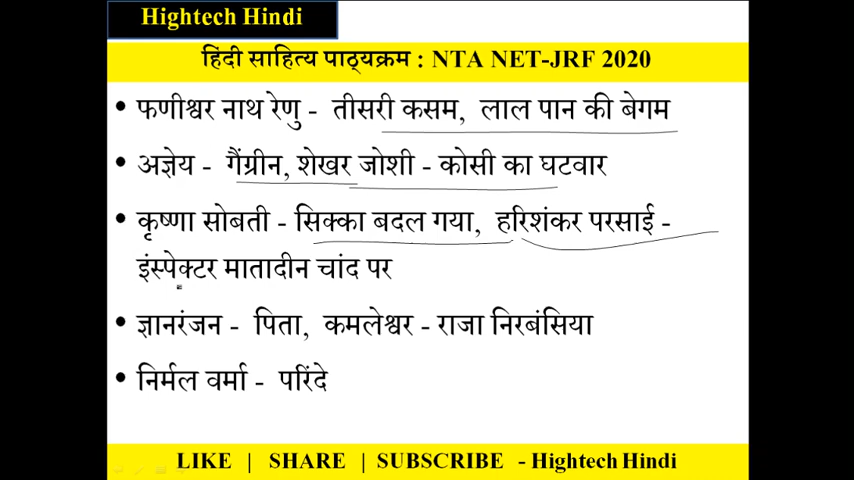 Hightech Hindi
हिंदी साहित्य पाठ्यक्रम : NTA NET-JRF 2020
• फणीश्वर नाथ रेणु - तीसरी कसम, लाल पान की बेगम
• अज्ञेय - गैंग्रीन, शेखर जोशी - कोसी का घटवार
• कृष्णा सोबती - सिक्का बदल गया, हरिशंकर परसाई -
इंस्पेक्टर मातादीन चांद पर
• ज्ञानरंजन - पिता, कमलेश्वर - राजा निरबंसिया
• निर्मल वर्मा - परिंदे
LIKE | SHARE | SUBSCRIBE - Hightech Hindi